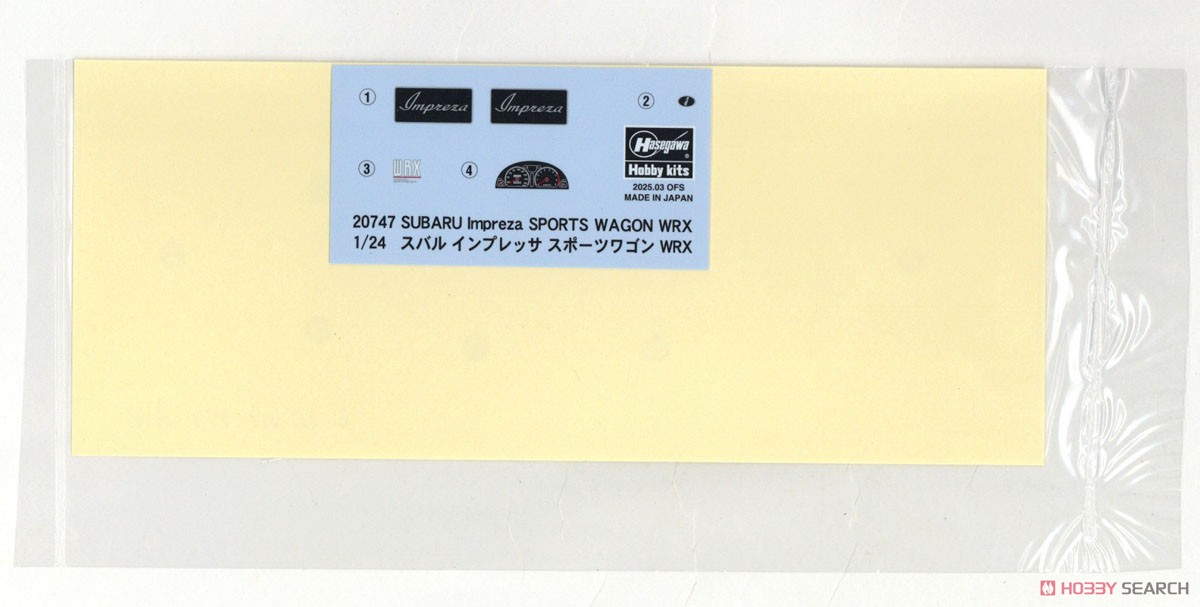 ① Impreza Impreza ② i
Hasegawa
Hobby kits
③ WRX ④
2025.03 OFS
MADE IN JAPAN
20747 SUBARU Impreza SPORTS WAGON WRX
1/24 スバル インプレッサ スポーツワゴン WRX
HOBBY SEARCH